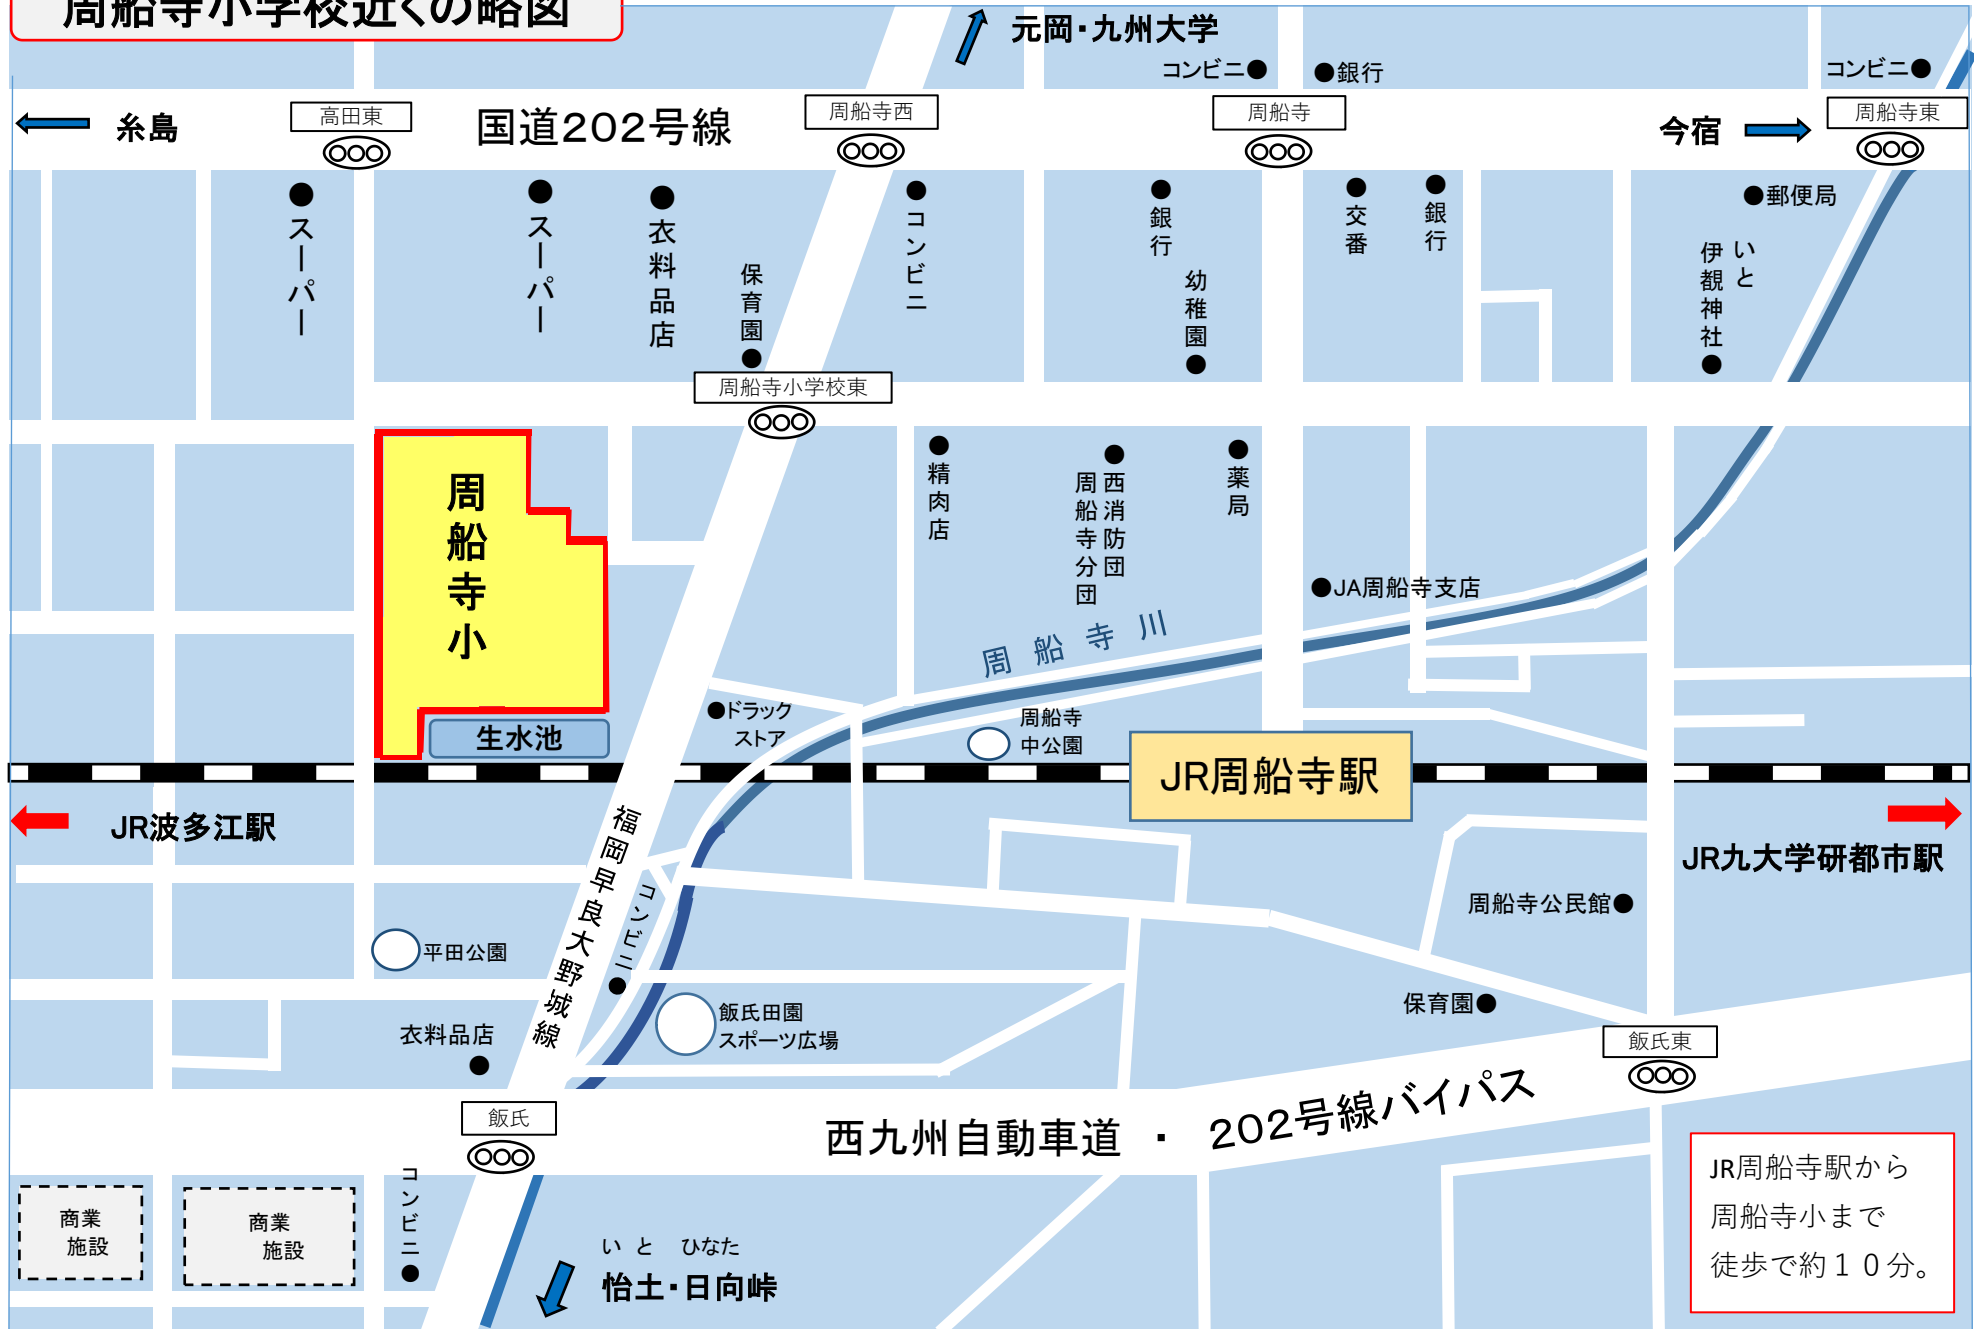 周船寺小学校近くの略図
元岡・九州大学
コンビニ
銀行
コンビニ
糸島
高田東
国道202号線
周船寺西
周船寺
今宿
周船寺東
スーパー
スーパー
衣料品店
保育園
コンビニ
銀行
幼稚園
交番
銀行
郵便局
いと
伊覩神社
周船寺小学校東
周船寺小
精肉店
西消防団
周船寺分団
薬局
JA周船寺支店
周船寺川
生水池
ドラック
ストア
周船寺
中公園
JR周船寺駅
JR波多江駅
福岡早良大野城線
コンビニ
JR九大学研都市駅
周船寺公民館
平田公園
飯氏田園
スポーツ広場
保育園
衣料品店
飯氏東
飯氏
西九州自動車道 ・ 202号線バイパス
コンビニ
商業
施設
商業
施設
いと ひなた
怡土・日向峠
JR周船寺駅から
周船寺小まで
徒歩で約１０分。